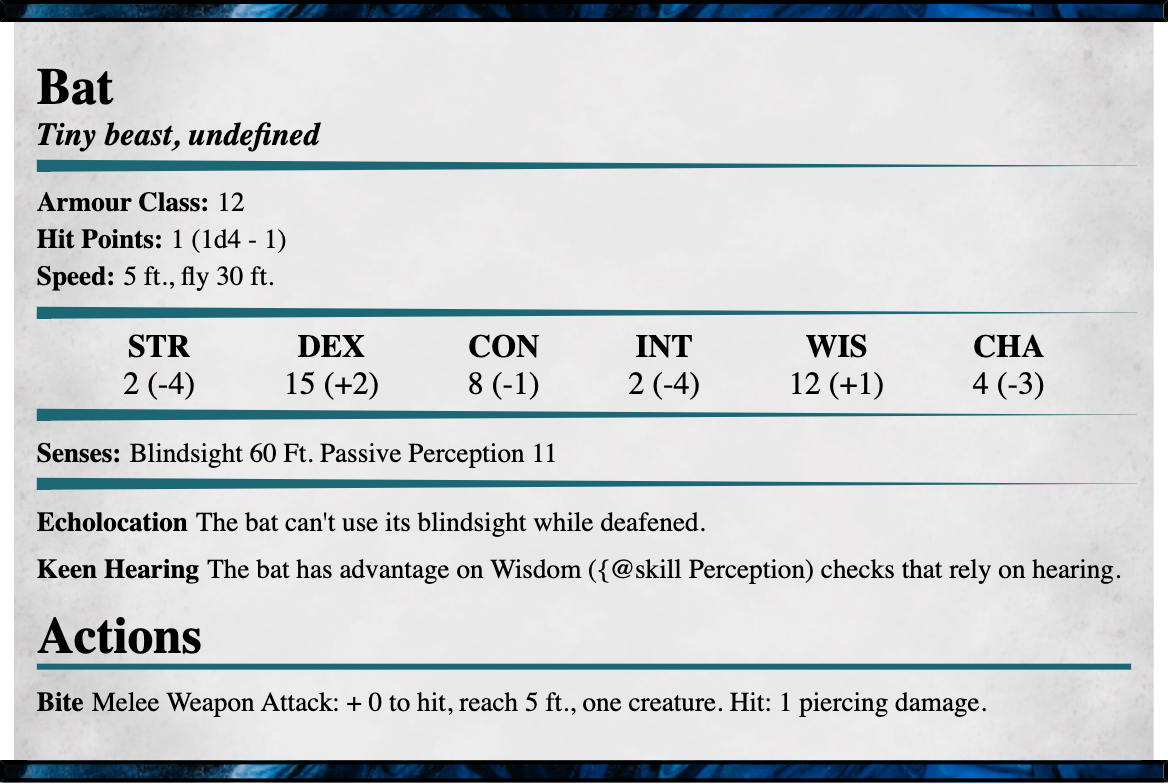 Bat
Tiny beast, undefined
Armour Class: 12
Hit Points: 1 (1d4 - 1)
Speed: 5 ft., fly 30 ft.
STR DEX CON INT WIS CHA
2 (-4) 15 (+2) 8 (-1) 2 (-4) 12 (+1) 4 (-3)
Senses: Blindsight 60 Ft. Passive Perception 11
Echolocation The bat can't use its blindsight while deafened.
Keen Hearing The bat has advantage on Wisdom ({@skill Perception) checks that rely on hearing.
Actions
Bite Melee Weapon Attack: + 0 to hit, reach 5 ft., one creature. Hit: 1 piercing damage.